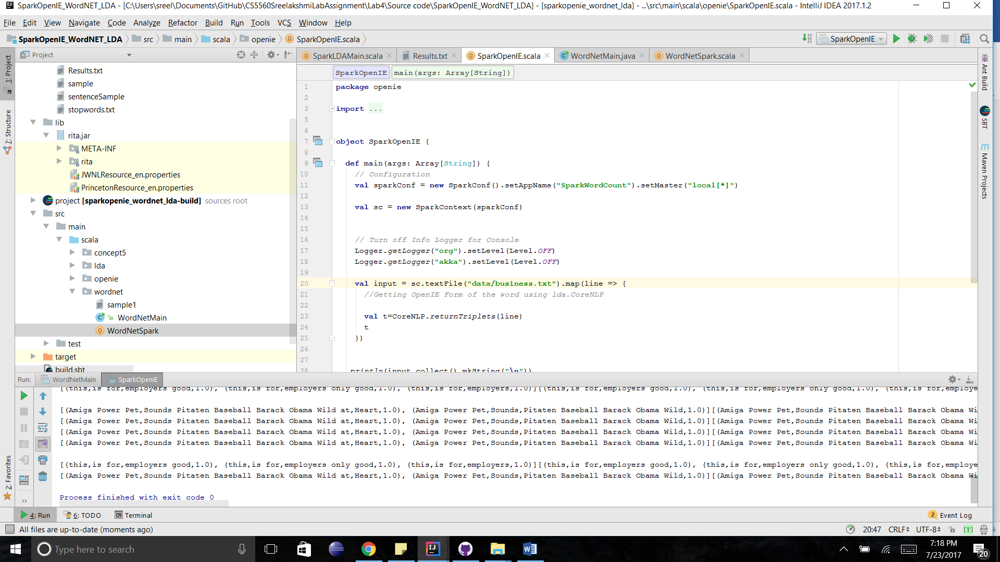 SparkOpenIE_WordNET_LDA - [C:\Users\sreel\Documents\GitHub\CS5560SreelakshmiLabAssignment\Lab4\Source code\SparkOpenIE_WordNET_LDA] - [sparkopenie_wordnet_lda] - ...\src\main\scala\openie\SparkOpenIE.scala - IntelliJ IDEA 2017.1.2
File Edit View Navigate Code Analyze Refactor Build Run Tools VCS Window Help
SparkOpenIE_WordNET_LDA src main scala openie SparkOpenIE.scala
SparkOpenIE
Project
SparkLDAMain.scala Results.txt SparkOpenIE.scala WordNetMain.java WordNetSpark.scala
1: Project
7: Structure
2: Favorites
Results.txt
sample
sentenceSample
stopwords.txt
lib
rita.jar
META-INF
rita
JWNLResource_en.properties
PrincetonResource_en.properties
project [sparkopenie_wordnet_lda-build] sources root
src
main
scala
concept5
lda
openie
wordnet
sample1
WordNetMain
WordNetSpark
test
target
build.sbt
SparkOpenIE main(args: Array[String])
1 package openie
2
3 import ...
5
6
7 object SparkOpenIE {
8
9 def main(args: Array[String]) {
10 // Configuration
11 val sparkConf = new SparkConf().setAppName("SparkWordCount").setMaster("local[*]")
12
13 val sc = new SparkContext(sparkConf)
14
15
16 // Turn off Info Logger for Console
17 Logger.getLogger("org").setLevel(Level.OFF)
18 Logger.getLogger("akka").setLevel(Level.OFF)
19
20 val input = sc.textFile("data/business.txt").map(line => {
21 //Getting OpenIE Form of the word using lda.CoreNLP
22
23 val t=CoreNLP.returnTriplets(line)
24 t
25 })
26
27
28 println(input.collect().mkString("\n"))
Ant Build
SBT
Maven Projects
Run: WordNetMain SparkOpenIE
[(this,is for,employers good,1.0), (this,is for,employers only good,1.0), (this,is for,employers,1.0)][(this,is for,employers good,1.0), (this,is for,employers only good,1.0), (this,is for,employe
[(Amiga Power Pet,Sounds Pitaten Baseball Barack Obama Wild at,Heart,1.0), (Amiga Power Pet,Sounds,Pitaten Baseball Barack Obama Wild,1.0)][(Amiga Power Pet,Sounds Pitaten Baseball Barack Obama Wi
[(Amiga Power Pet,Sounds Pitaten Baseball Barack Obama Wild at,Heart,1.0), (Amiga Power Pet,Sounds,Pitaten Baseball Barack Obama Wild,1.0)][(Amiga Power Pet,Sounds Pitaten Baseball Barack Obama Wi
[(Amiga Power Pet,Sounds Pitaten Baseball Barack Obama Wild at,Heart,1.0), (Amiga Power Pet,Sounds,Pitaten Baseball Barack Obama Wild,1.0)][(Amiga Power Pet,Sounds Pitaten Baseball Barack Obama Wi
[(Amiga Power Pet,Sounds Pitaten Baseball Barack Obama Wild at,Heart,1.0), (Amiga Power Pet,Sounds,Pitaten Baseball Barack Obama Wild,1.0)][(Amiga Power Pet,Sounds Pitaten Baseball Barack Obama Wi
[(this,is for,employers good,1.0), (this,is for,employers only good,1.0), (this,is for,employers,1.0)][(this,is for,employers good,1.0), (this,is for,employers only good,1.0), (this,is for,employe
[(Amiga Power Pet,Sounds Pitaten Baseball Barack Obama Wild at,Heart,1.0), (Amiga Power Pet,Sounds,Pitaten Baseball Barack Obama Wild,1.0)][(Amiga Power Pet,Sounds Pitaten Baseball Barack Obama Wi
Process finished with exit code 0
4: Run 6: TODO Terminal 2 Event Log
All files are up-to-date (moments ago) 20:47 CRLF UTF-8 [T]
Type here to search
7:18 PM
7/23/2017
20